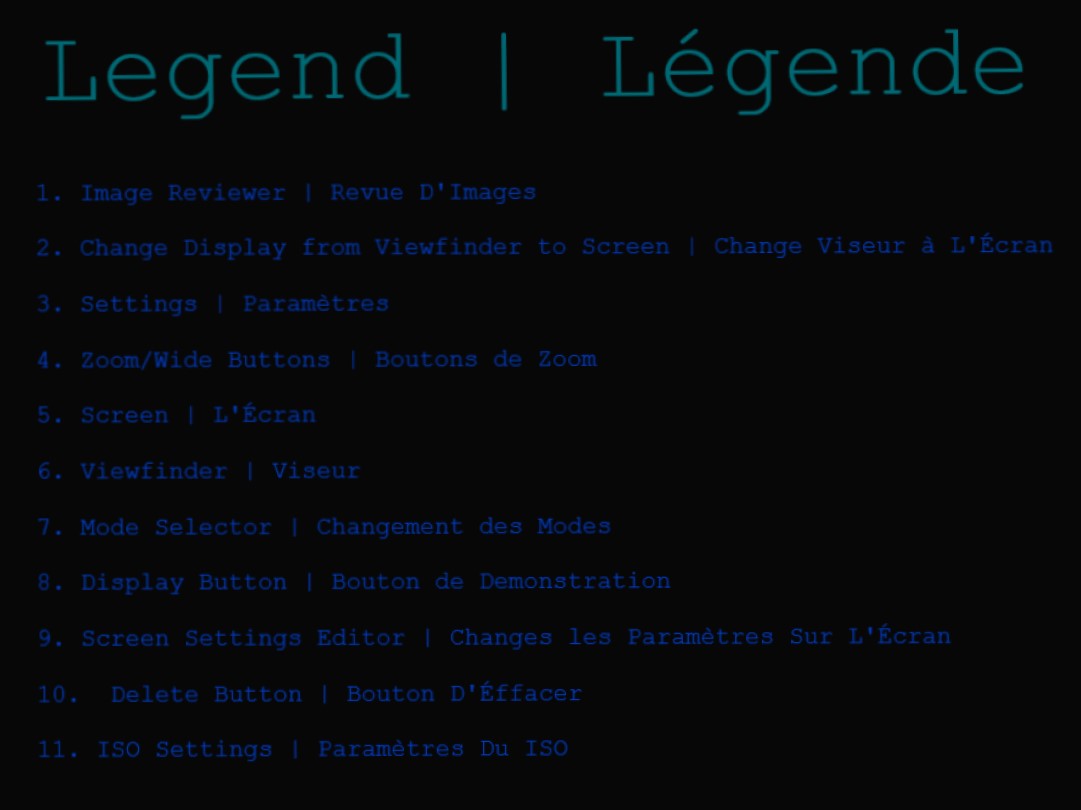 Legend | Légende
1. Image Reviewer | Revue D'Images
2. Change Display from Viewfinder to Screen | Change Viseur à L'Écran
3. Settings | Paramètres
4. Zoom/Wide Buttons | Boutons de Zoom
5. Screen | L'Écran
6. Viewfinder | Viseur
7. Mode Selector | Changement des Modes
8. Display Button | Bouton de Demonstration
9. Screen Settings Editor | Changes les Paramètres Sur L'Écran
10. Delete Button | Bouton D'Éffacer
11. ISO Settings | Paramètres Du ISO